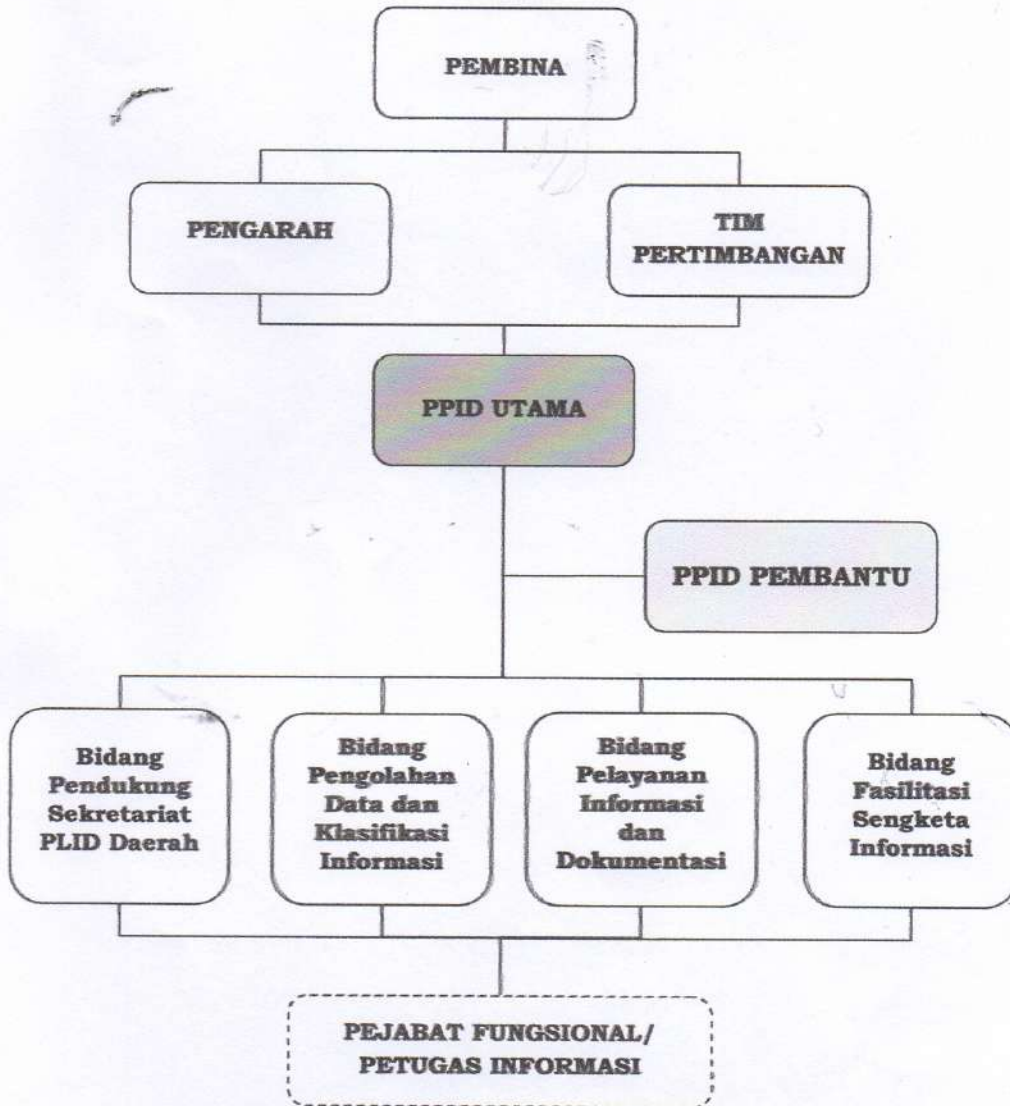 PEMBINA
PENGARAH
TIM
PERTIMBANGAN
PPID UTAMA
PPID PEMBANTU
Bidang
Pendukung
Sekretariat
PLID Daerah
Bidang
Pengolahan
Data dan
Klasifikasi
Informasi
Bidang
Pelayanan
Informasi
dan
Dokumentasi
Bidang
Fasilitasi
Sengketa
Informasi
PEJABAT FUNGSIONAL/
PETUGAS INFORMASI